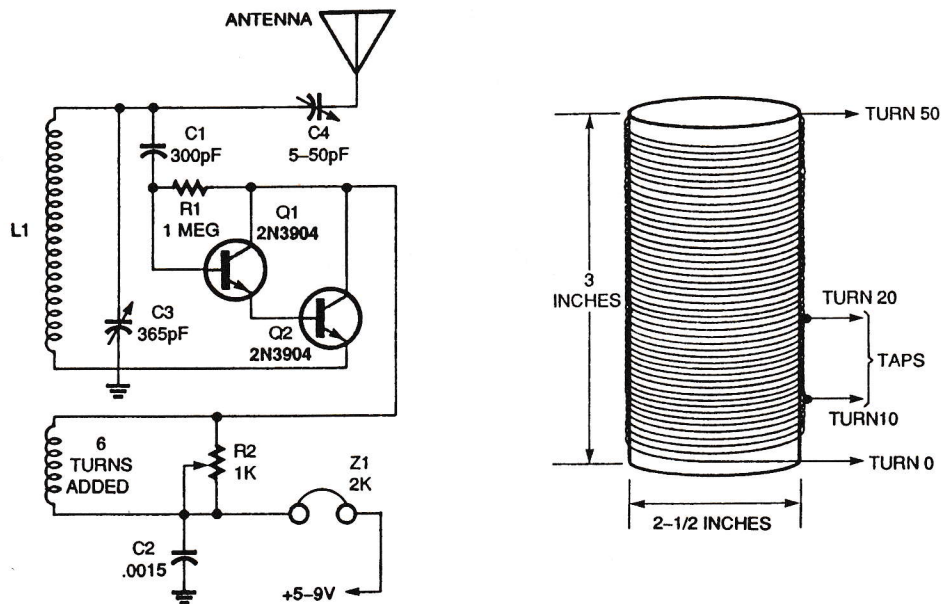 ANTENNA
C4
5–50pF
C1
300pF
R1
1 MEG
Q1
2N3904
L1
C3
365pF
Q2
2N3904
6
TURNS
ADDED
R2
1K
Z1
2K
C2
.0015
+5–9V
TURN 50
3
INCHES
TURN 20
TAPS
TURN10
TURN 0
2–1/2 INCHES